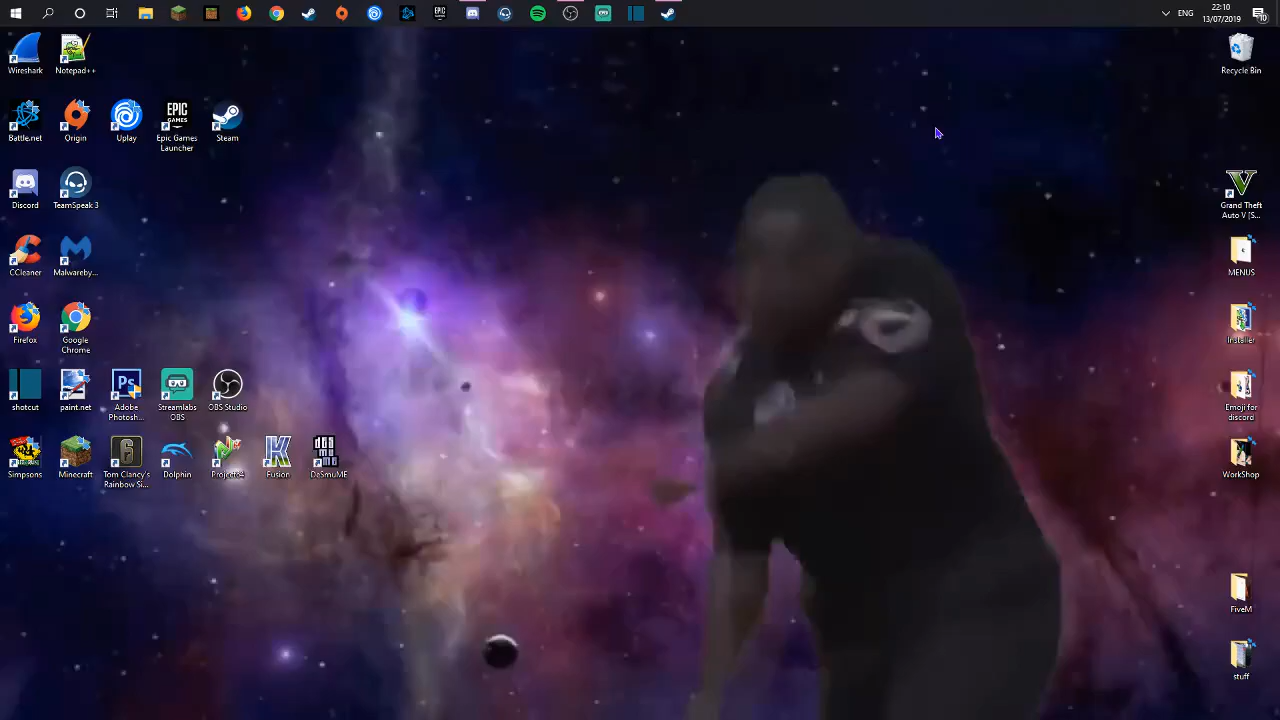 EPIC
ENG
22:10
13/07/2019
10
Wireshark
Notepad++
Recycle Bin
EPIC
GAMES
Battle.net
Origin
Uplay
Epic Games
Launcher
Steam
Discord
TeamSpeak 3
Grand Theft
Auto V [S...
CCleaner
Malwareby...
MENUS
Firefox
Google
Chrome
Installer
Ps
shotcut
paint.net
Adobe
Photosh...
Streamlabs
OBS
OBS Studio
Emoji for
discord
6
Simpsons
Minecraft
Tom Clancy's
Rainbow Si...
Dolphin
Project64
Fusion
DeSmuME
WorkShop
FiveM
stuff